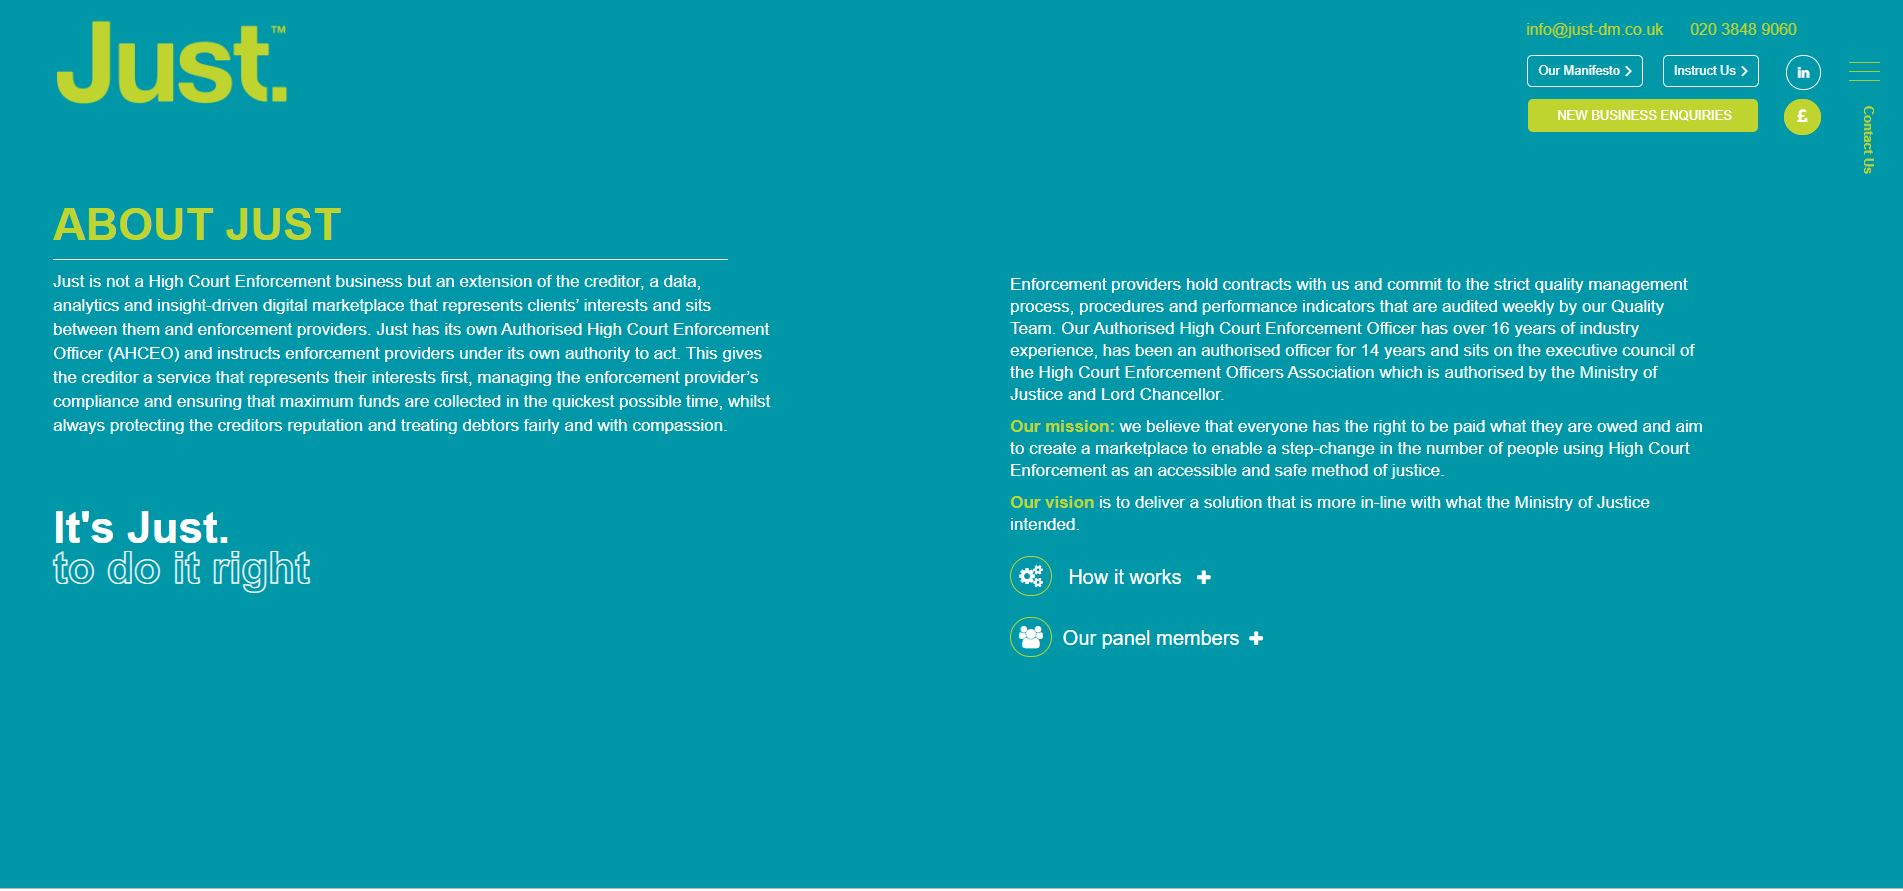 Just.™
info@just-dm.co.uk 020 3848 9060
Our Manifesto Instruct Us in
NEW BUSINESS ENQUIRIES £
Contact Us
ABOUT JUST
Just is not a High Court Enforcement business but an extension of the creditor, a data,
analytics and insight-driven digital marketplace that represents clients’ interests and sits
between them and enforcement providers. Just has its own Authorised High Court Enforcement
Officer (AHCEO) and instructs enforcement providers under its own authority to act. This gives
the creditor a service that represents their interests first, managing the enforcement provider’s
compliance and ensuring that maximum funds are collected in the quickest possible time, whilst
always protecting the creditors reputation and treating debtors fairly and with compassion.
It's Just.
to do it right
Enforcement providers hold contracts with us and commit to the strict quality management
process, procedures and performance indicators that are audited weekly by our Quality
Team. Our Authorised High Court Enforcement Officer has over 16 years of industry
experience, has been an authorised officer for 14 years and sits on the executive council of
the High Court Enforcement Officers Association which is authorised by the Ministry of
Justice and Lord Chancellor.
Our mission: we believe that everyone has the right to be paid what they are owed and aim
to create a marketplace to enable a step-change in the number of people using High Court
Enforcement as an accessible and safe method of justice.
Our vision is to deliver a solution that is more in-line with what the Ministry of Justice
intended.
How it works
Our panel members